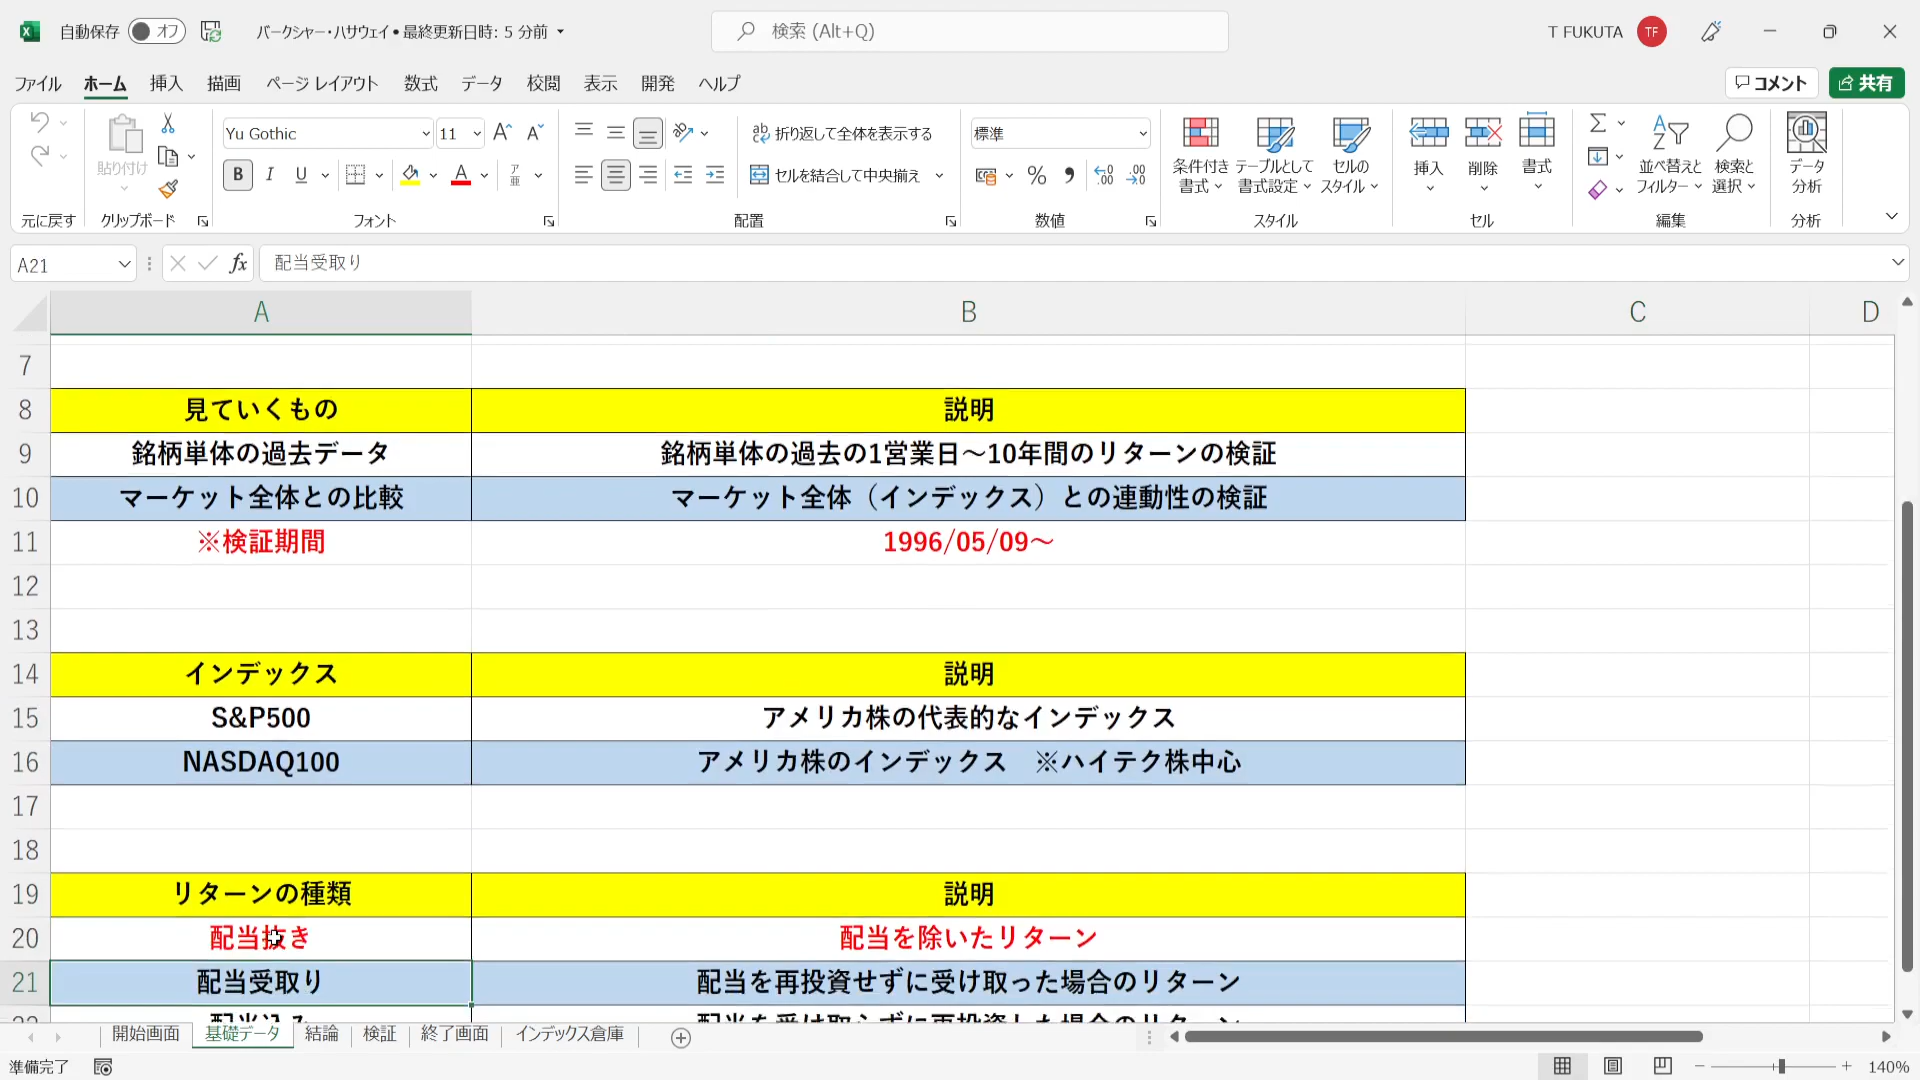 自動保存 オフ バークシャー・ハサウェイ • 最終更新日時: 5 分前 検索 (Alt+Q) T FUKUTA TF
ファイル ホーム 挿入 描画 ページ レイアウト 数式 データ 校閲 表示 開発 ヘルプ コメント 共有
貼り付け Yu Gothic 11 折り返して全体を表示する 標準
B I U セルを結合して中央揃え
条件付き書式 テーブルとして書式設定 セルのスタイル 挿入 削除 書式 並べ替えとフィルター 検索と選択 データ分析
元に戻す クリップボード フォント 配置 数値 スタイル セル 編集 分析
A21 fx 配当受取り
A B C D
7
8 見ていくもの 説明
9 銘柄単体の過去データ 銘柄単体の過去の1営業日～10年間のリターンの検証
10 マーケット全体との比較 マーケット全体（インデックス）との連動性の検証
11 ※検証期間 1996/05/09～
12
13
14 インデックス 説明
15 S&P500 アメリカ株の代表的なインデックス
16 NASDAQ100 アメリカ株のインデックス　※ハイテク株中心
17
18
19 リターンの種類 説明
20 配当抜き 配当を除いたリターン
21 配当受取り 配当を再投資せずに受け取った場合のリターン
開始画面 基礎データ 結論 検証 終了画面 インデックス倉庫
準備完了 140%